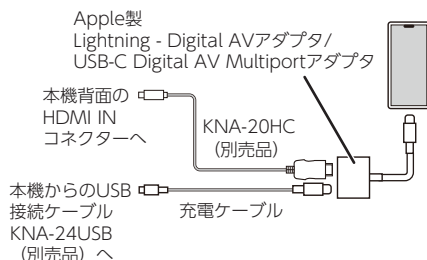 Apple製
Lightning - Digital AVアダプタ/
USB-C Digital AV Multiportアダプタ
本機背面の
HDMI IN
コネクターへ
KNA-20HC
（別売品）
本機からのUSB
接続ケーブル
KNA-24USB
（別売品）へ
充電ケーブル